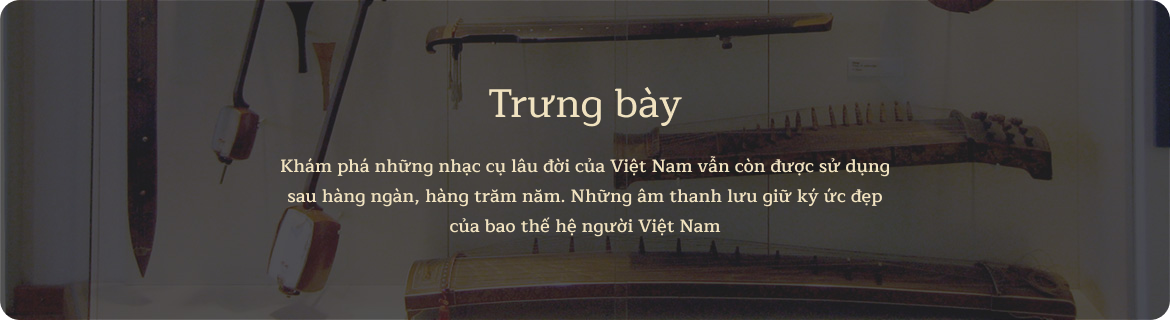 Trưng bày
Khám phá những nhạc cụ lâu đời của Việt Nam vẫn còn được sử dụng
sau hàng ngàn, hàng trăm năm. Những âm thanh lưu giữ ký ức đẹp
của bao thế hệ người Việt Nam